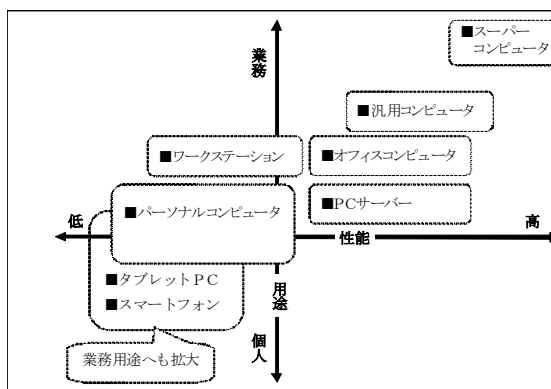 ■スーパー
コンピュータ
業務
■汎用コンピュータ
■ワークステーション
■オフィスコンピュータ
■パーソナルコンピュータ
■PCサーバー
低
性能
高
■タブレットＰＣ
■スマートフォン
用途
個人
業務用途へも拡大